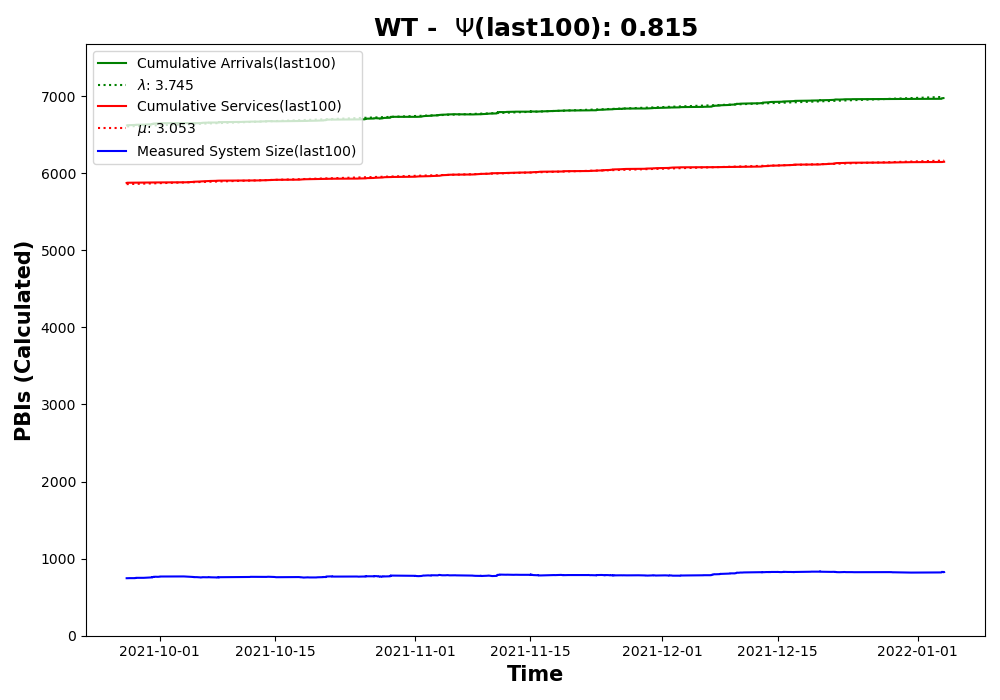 WT -  Ψ(last100): 0.815
Cumulative Arrivals(last100)
λ: 3.745
Cumulative Services(last100)
μ: 3.053
Measured System Size(last100)
PBIs (Calculated)
7000
6000
5000
4000
3000
2000
1000
0
2021-10-01 2021-10-15 2021-11-01 2021-11-15 2021-12-01 2021-12-15 2022-01-01
Time